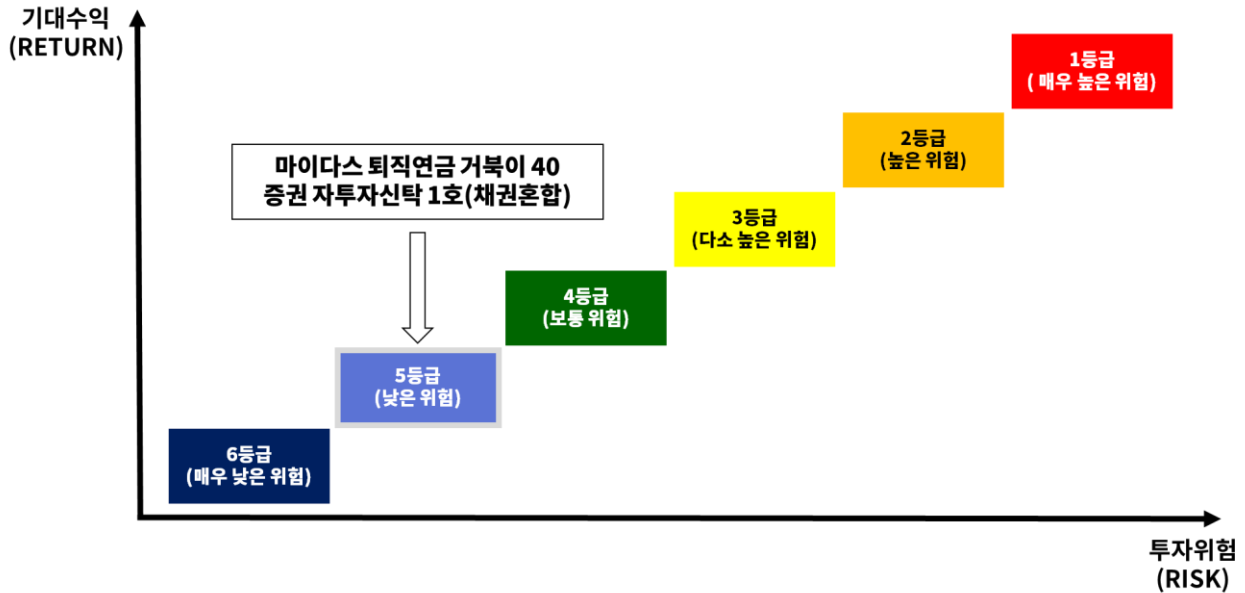 기대수익
(RETURN)
1등급
( 매우 높은 위험)
2등급
(높은 위험)
마이다스 퇴직연금 거북이 40
증권 자투자신탁 1호(채권혼합)
3등급
(다소 높은 위험)
4등급
(보통 위험)
5등급
(낮은 위험)
6등급
(매우 낮은 위험)
투자위험
(RISK)